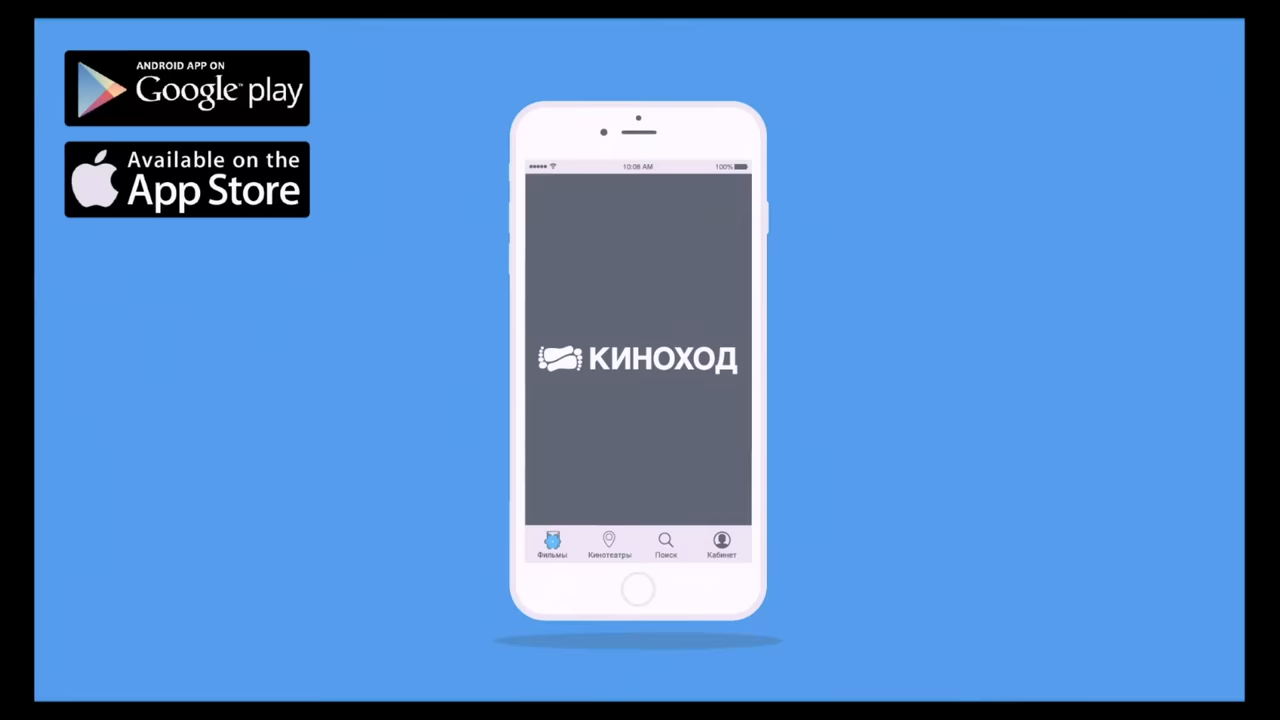 ANDROID APP ON
Google play
Available on the
App Store
10:06 AM
100%
КИНОХОД
Фильмы
Кинотеатры
Поиск
Кабинет